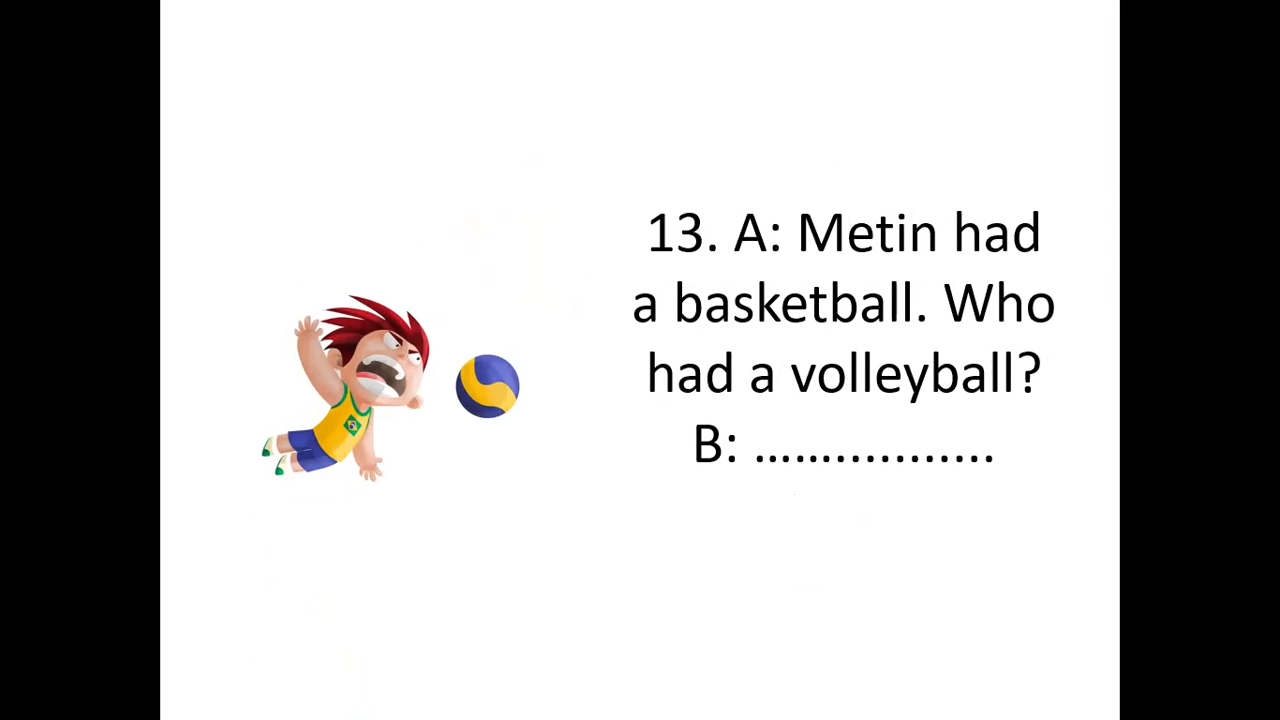 13. A: Metin had
a basketball. Who
had a volleyball?
B: ……...........